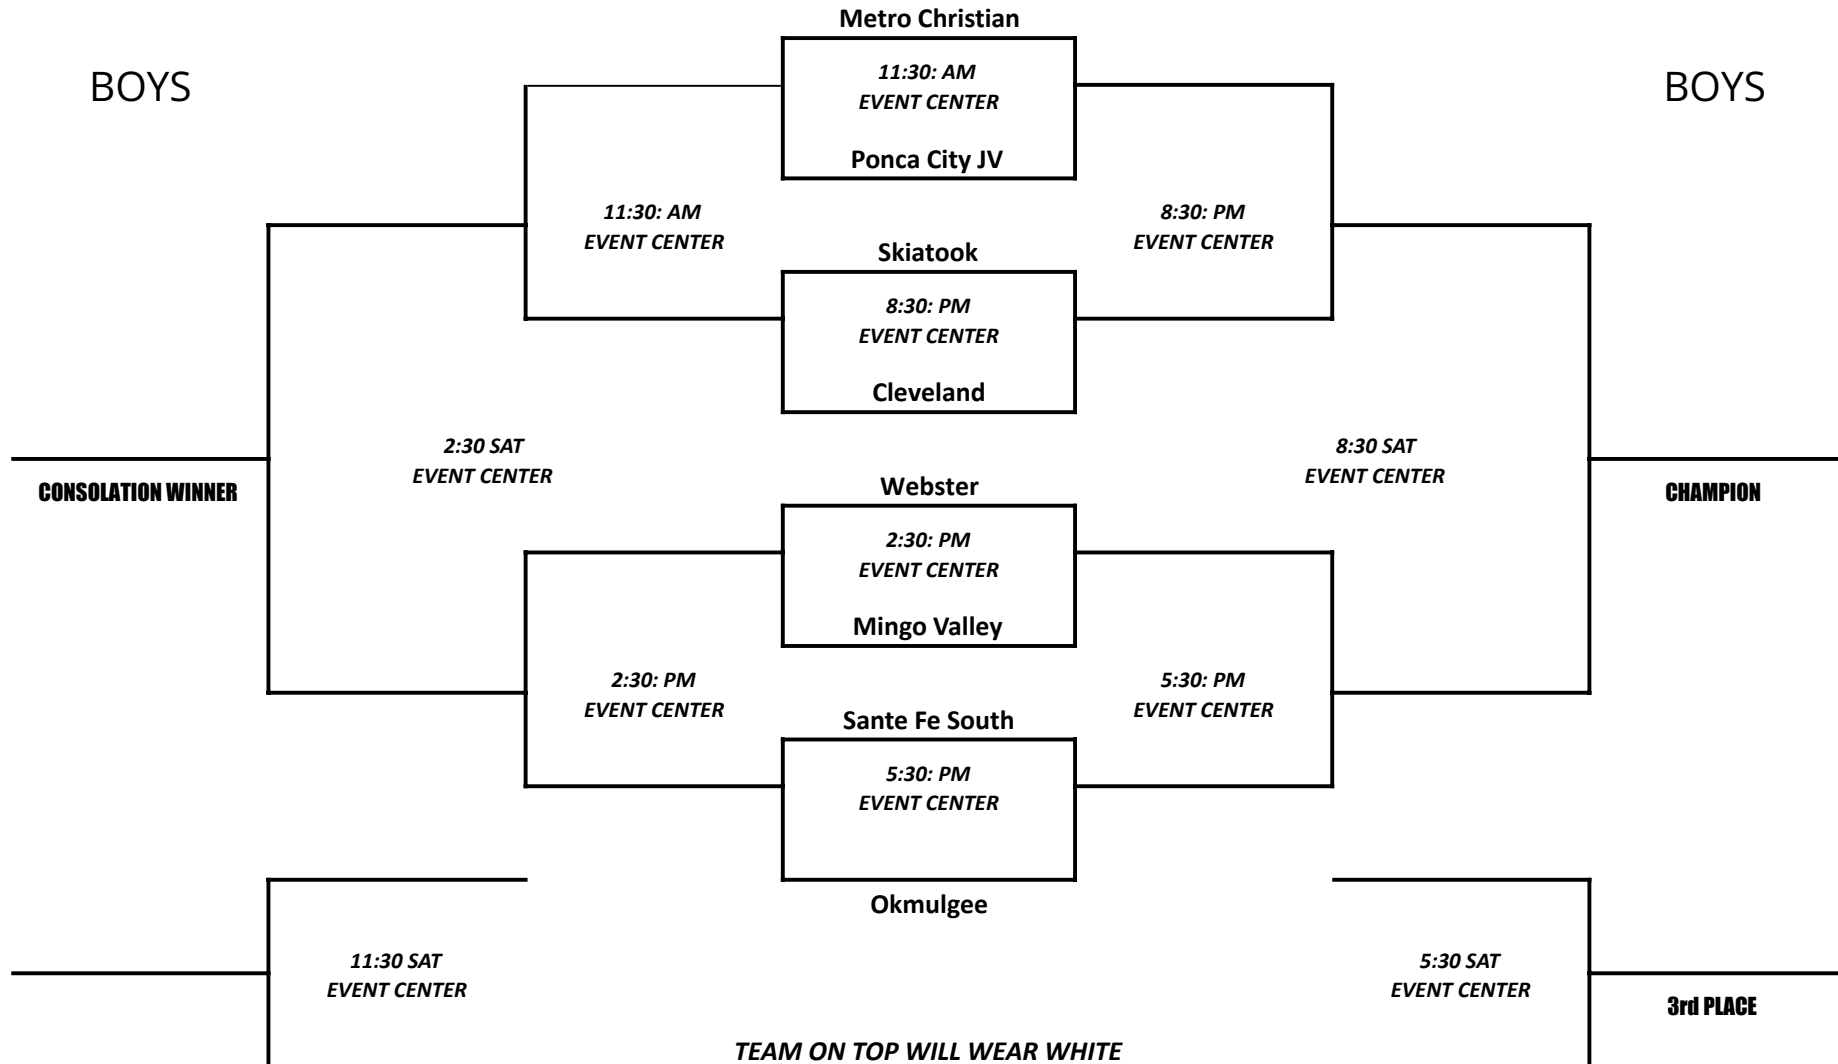 Metro Christian
BOYS
11:30: AM
EVENT CENTER
BOYS
Ponca City JV
11:30: AM
EVENT CENTER
8:30: PM
EVENT CENTER
Skiatook
8:30: PM
EVENT CENTER
Cleveland
2:30 SAT
EVENT CENTER
8:30 SAT
EVENT CENTER
CONSOLATION WINNER
Webster
CHAMPION
2:30: PM
EVENT CENTER
Mingo Valley
2:30: PM
EVENT CENTER
5:30: PM
EVENT CENTER
Sante Fe South
5:30: PM
EVENT CENTER
Okmulgee
11:30 SAT
EVENT CENTER
5:30 SAT
EVENT CENTER
3rd PLACE
TEAM ON TOP WILL WEAR WHITE